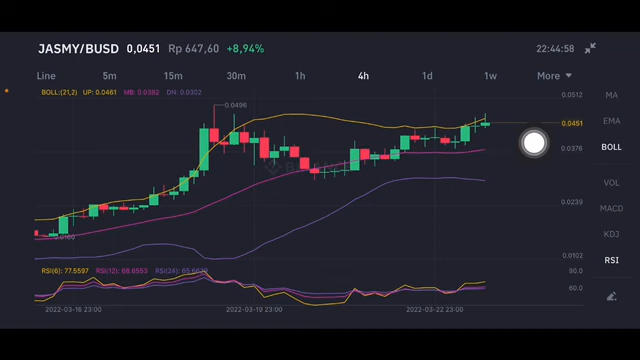 JASMY/BUSD 0,0451 Rp 647,60 +8,94% 22:44:58
Line 5m 15m 30m 1h 4h 1d 1w More
BOLL:(21,2) UP: 0.0461 MB: 0.0382 DN: 0.0302
MA
EMA
BOLL
VOL
MACD
KDJ
RSI
0.0512
0.0451
0.0376
0.0239
0.0102
0.0496
0.0160
RSI(6): 77.5597 RSI(12): 68.6553 RSI(24):
90.0
60.0
2022-03-16 23:00 2022-03-19 23:00 2022-03-22 23:00